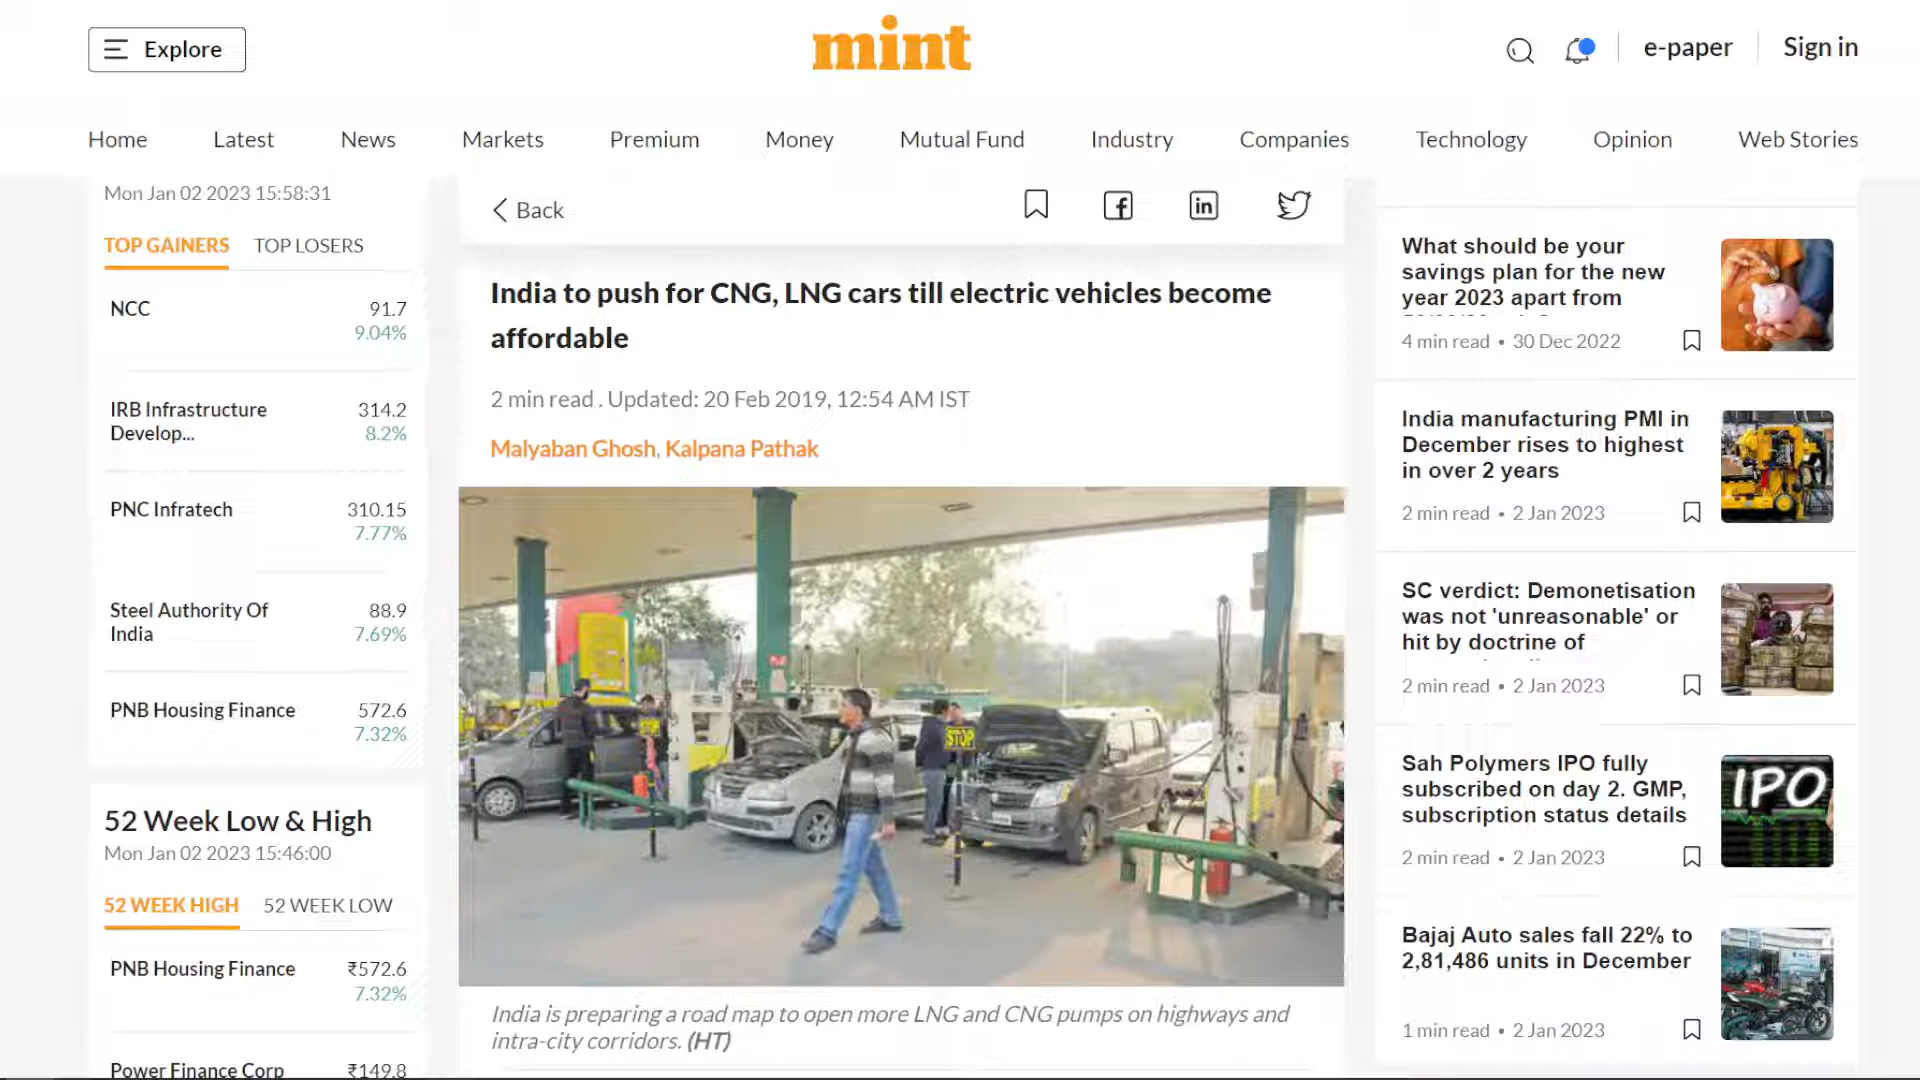 Explore
mint
e-paper
Sign in
Home
Latest
News
Markets
Premium
Money
Mutual Fund
Industry
Companies
Technology
Opinion
Web Stories
Mon Jan 02 2023 15:58:31
TOP GAINERS
TOP LOSERS
NCC
91.7
9.04%
IRB Infrastructure
Develop...
314.2
8.2%
PNC Infratech
310.15
7.77%
Steel Authority Of
India
88.9
7.69%
PNB Housing Finance
572.6
7.32%
52 Week Low & High
Mon Jan 02 2023 15:46:00
52 WEEK HIGH
52 WEEK LOW
PNB Housing Finance
₹572.6
7.32%
Power Finance Corp
₹149.8
Back
India to push for CNG, LNG cars till electric vehicles become
affordable
2 min read . Updated: 20 Feb 2019, 12:54 AM IST
Malyaban Ghosh, Kalpana Pathak
STOP
India is preparing a road map to open more LNG and CNG pumps on highways and
intra-city corridors. (HT)
What should be your
savings plan for the new
year 2023 apart from
4 min read • 30 Dec 2022
India manufacturing PMI in
December rises to highest
in over 2 years
2 min read • 2 Jan 2023
SC verdict: Demonetisation
was not 'unreasonable' or
hit by doctrine of
2 min read • 2 Jan 2023
Sah Polymers IPO fully
subscribed on day 2. GMP,
subscription status details
2 min read • 2 Jan 2023
IPO
Bajaj Auto sales fall 22% to
2,81,486 units in December
1 min read • 2 Jan 2023